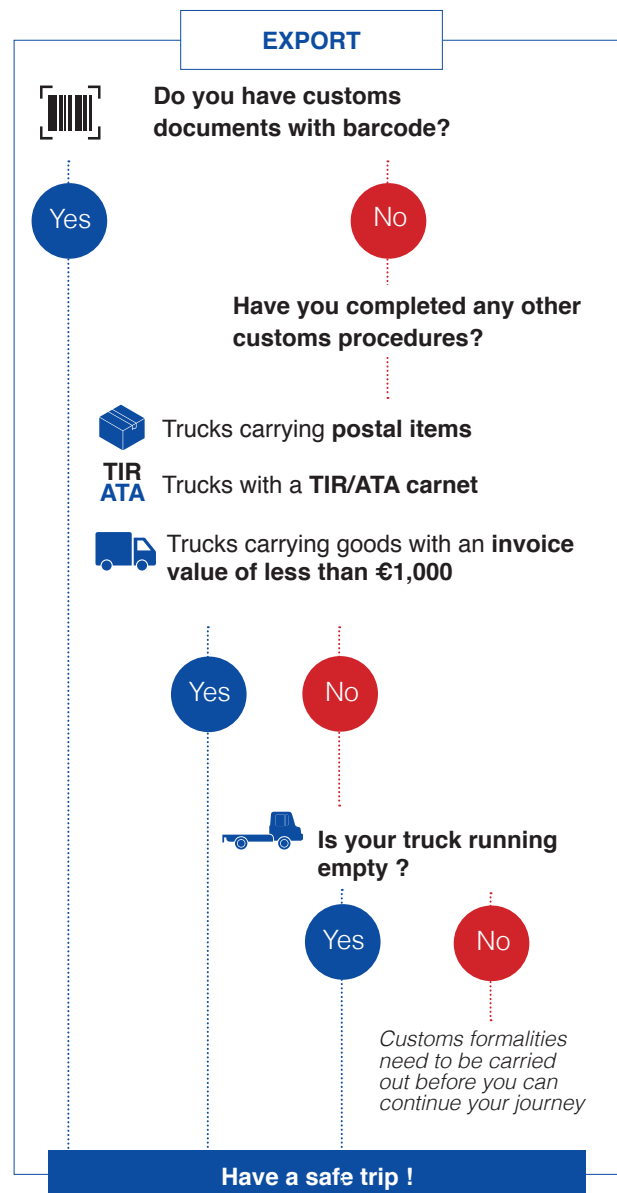 EXPORT
Do you have customs
documents with barcode?
Yes
No
Have you completed any other
customs procedures?
Trucks carrying postal items
TIR
ATA
Trucks with a TIR/ATA carnet
Trucks carrying goods with an invoice
value of less than €1,000
Yes
No
Is your truck running
empty ?
Yes
No
Customs formalities
need to be carried
out before you can
continue your journey
Have a safe trip !